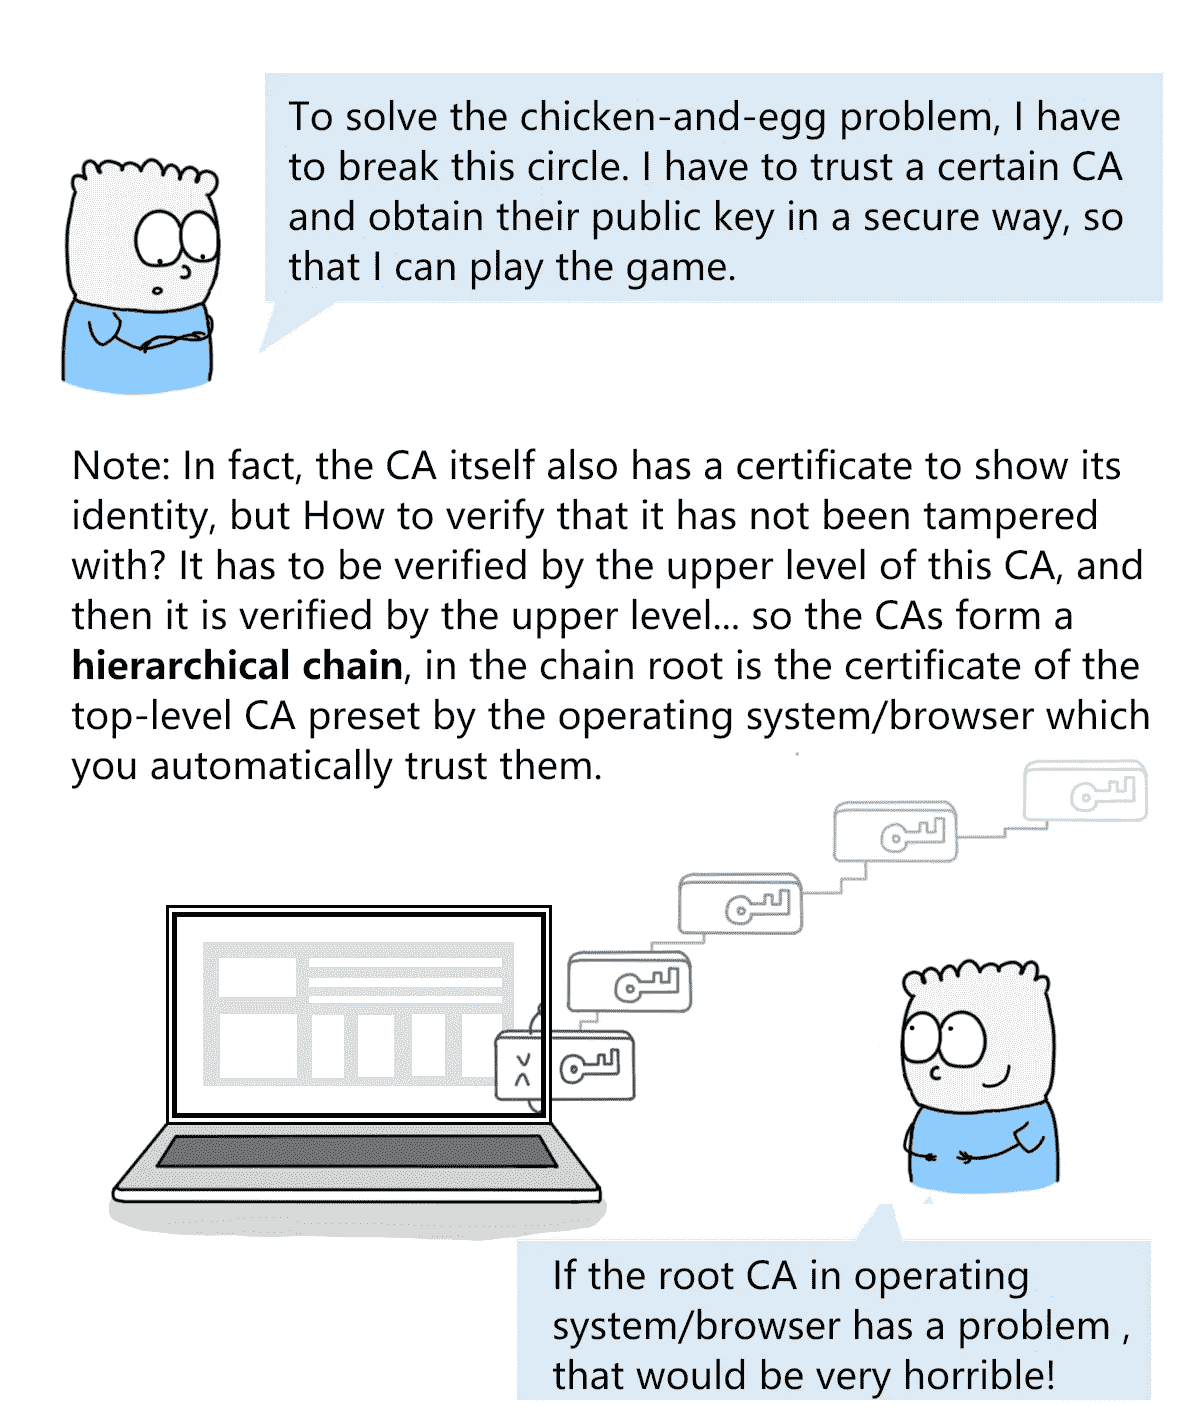 To solve the chicken-and-egg problem, I have
to break this circle. I have to trust a certain CA
and obtain their public key in a secure way, so
that I can play the game.
Note: In fact, the CA itself also has a certificate to show its
identity, but How to verify that it has not been tampered
with? It has to be verified by the upper level of this CA, and
then it is verified by the upper level... so the CAs form a
hierarchical chain, in the chain root is the certificate of the
top-level CA preset by the operating system/browser which
you automatically trust them.
If the root CA in operating
system/browser has a problem ,
that would be very horrible!